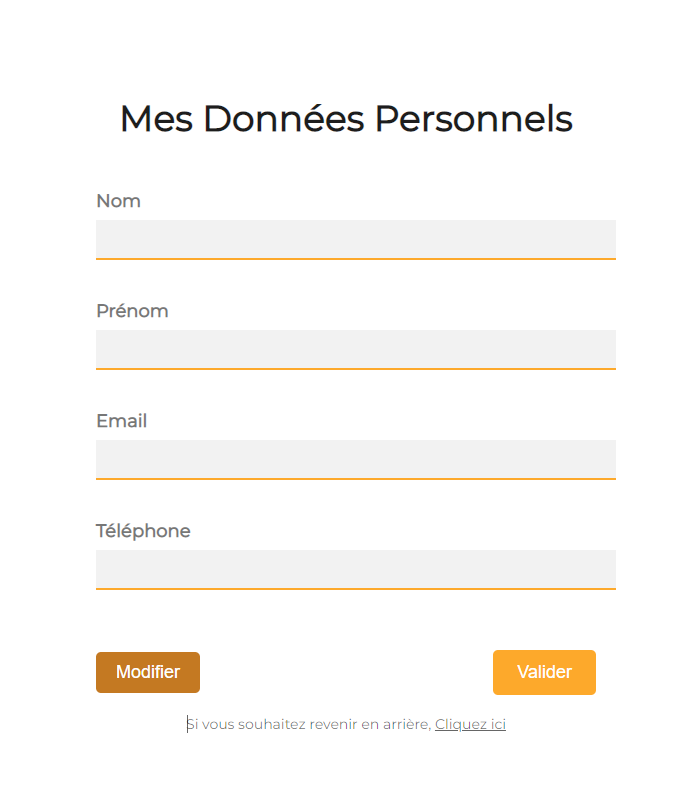 Mes Données Personnels
Nom
Prénom
Email
Téléphone
Modifier Valider
Si vous souhaitez revenir en arrière, Cliquez ici